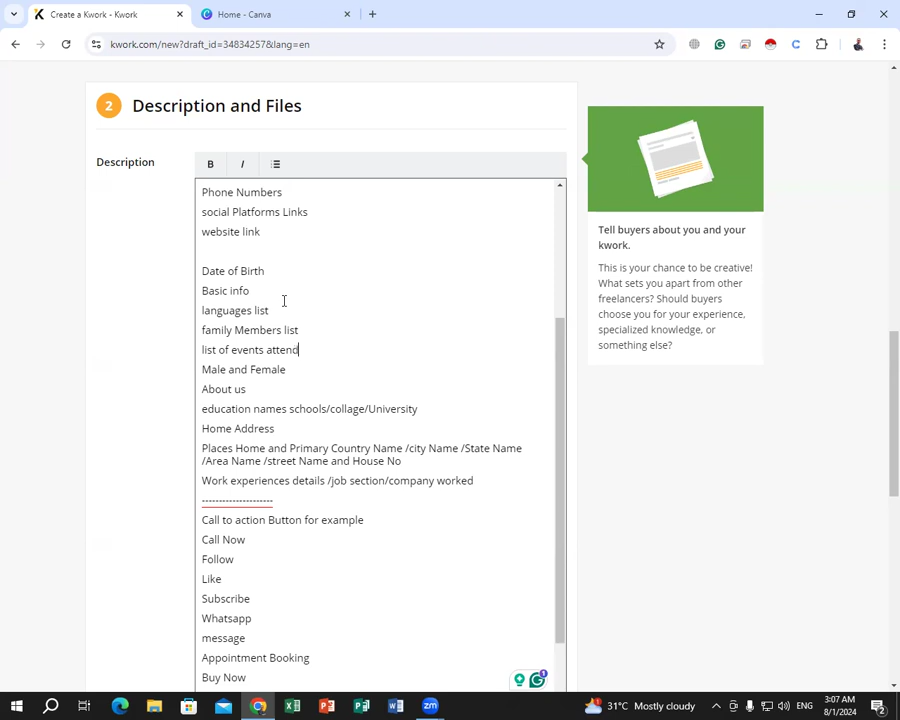 Create a Kwork - Kwork
Home - Canva
kwork.com/new?draft_id=34834257&lang=en
2 Description and Files
Description
B I
Phone Numbers
social Platforms Links
website link
Date of Birth
Basic info
languages list
family Members list
list of events attend
Male and Female
About us
education names schools/collage/University
Home Address
Places Home and Primary Country Name /city Name /State Name
/Area Name /street Name and House No
Work experiences details /job section/company worked
---------------------
Call to action Button for example
Call Now
Follow
Like
Subscribe
Whatsapp
message
Appointment Booking
Buy Now
Tell buyers about you and your
kwork.
This is your chance to be creative!
What sets you apart from other
freelancers? Should buyers
choose you for your experience,
specialized knowledge, or
something else?
31°C Mostly cloudy
ENG
3:07 AM
8/1/2024
2